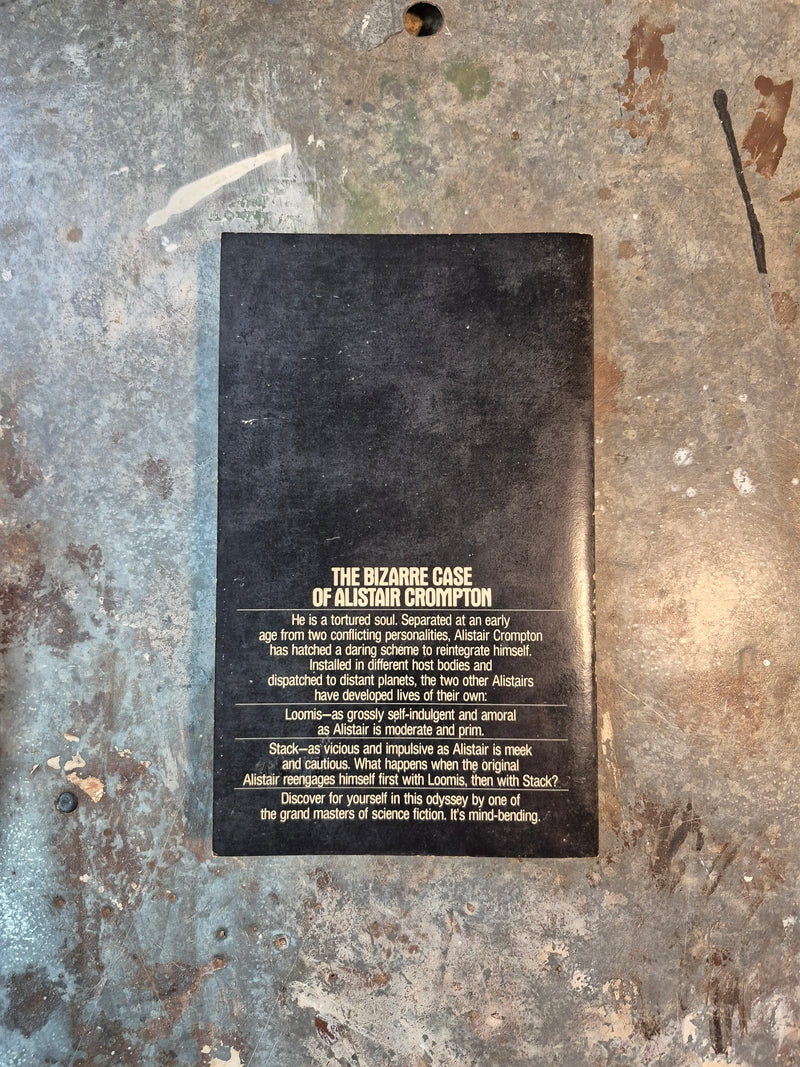 THE BIZARRE CASE
OF ALISTAIR CROMPTON
He is a tortured soul. Separated at an early
age from two conflicting personalities, Alistair Crompton
has hatched a daring scheme to reintegrate himself.
Installed in different host bodies and
dispatched to distant planets, the two other Alistairs
have developed lives of their own:
Loomis—as grossly self-indulgent and amoral
as Alistair is moderate and prim.
Stack—as vicious and impulsive as Alistair is meek
and cautious. What happens when the original
Alistair reengages himself first with Loomis, then with Stack?
Discover for yourself in this odyssey by one of
the grand masters of science fiction. It's mind-bending.